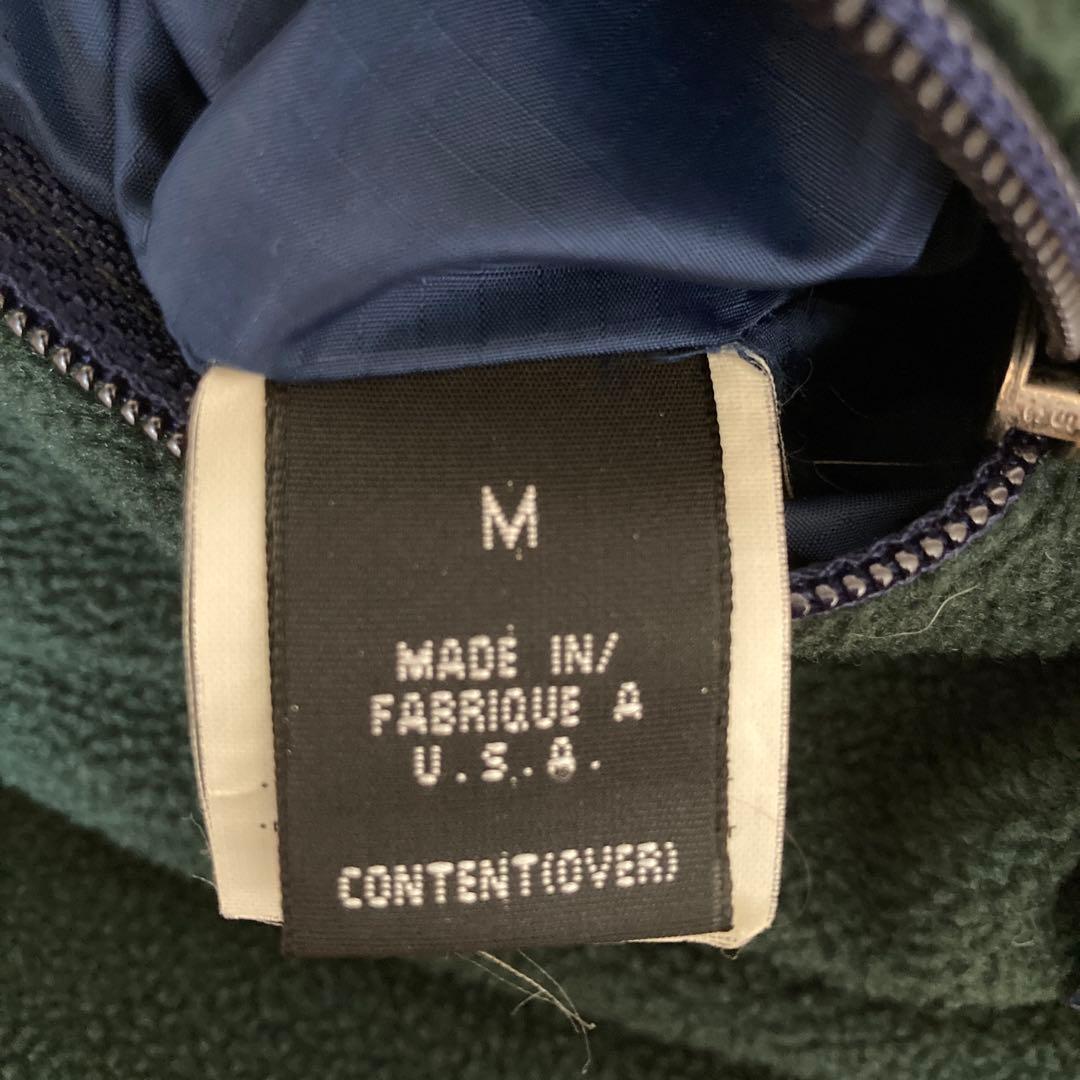 M
MADE IN/
FABRIQUE A
U.S.A.
CONTENT(OVER)